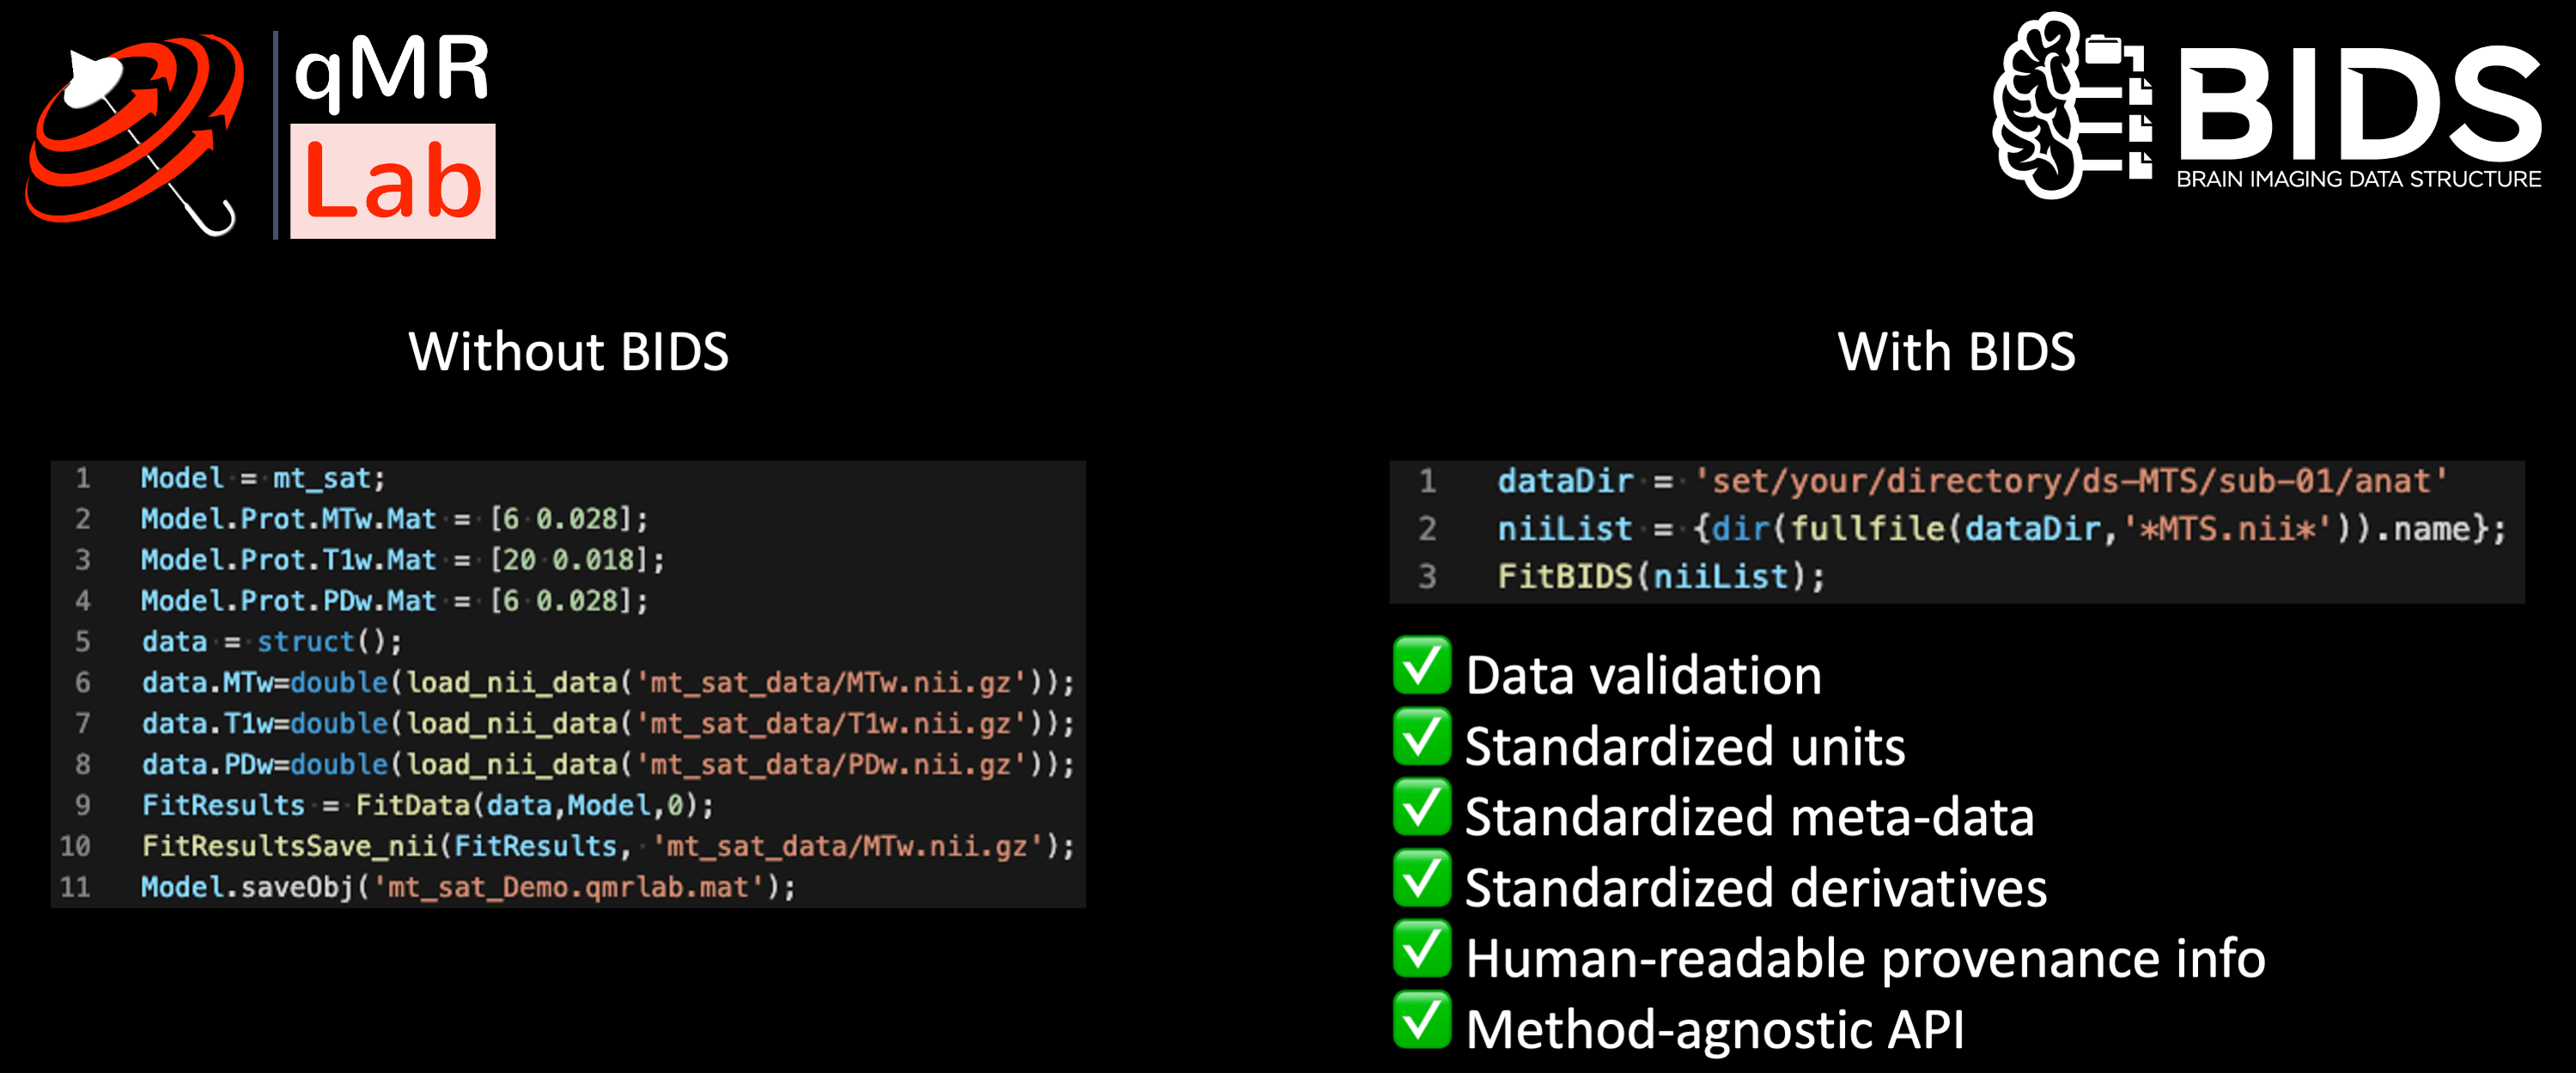 qMR
Lab
BIDS
BRAIN IMAGING DATA STRUCTURE
Without BIDS
1 Model = mt_sat;
2 Model.Prot.MTw.Mat = [6 0.028];
3 Model.Prot.T1w.Mat = [20 0.018];
4 Model.Prot.PDw.Mat = [6 0.028];
5 data = struct();
6 data.MTw=double(load_nii_data('mt_sat_data/MTw.nii.gz'));
7 data.T1w=double(load_nii_data('mt_sat_data/T1w.nii.gz'));
8 data.PDw=double(load_nii_data('mt_sat_data/PDw.nii.gz'));
9 FitResults = FitData(data,Model,0);
10 FitResultsSave_nii(FitResults, 'mt_sat_data/MTw.nii.gz');
11 Model.saveObj('mt_sat_Demo.qmrlab.mat');
With BIDS
1 dataDir = 'set/your/directory/ds-MTS/sub-01/anat'
2 niiList = {dir(fullfile(dataDir,'*MTS.nii*')).name};
3 FitBIDS(niiList);
✅ Data validation
✅ Standardized units
✅ Standardized meta-data
✅ Standardized derivatives
✅ Human-readable provenance info
✅ Method-agnostic API